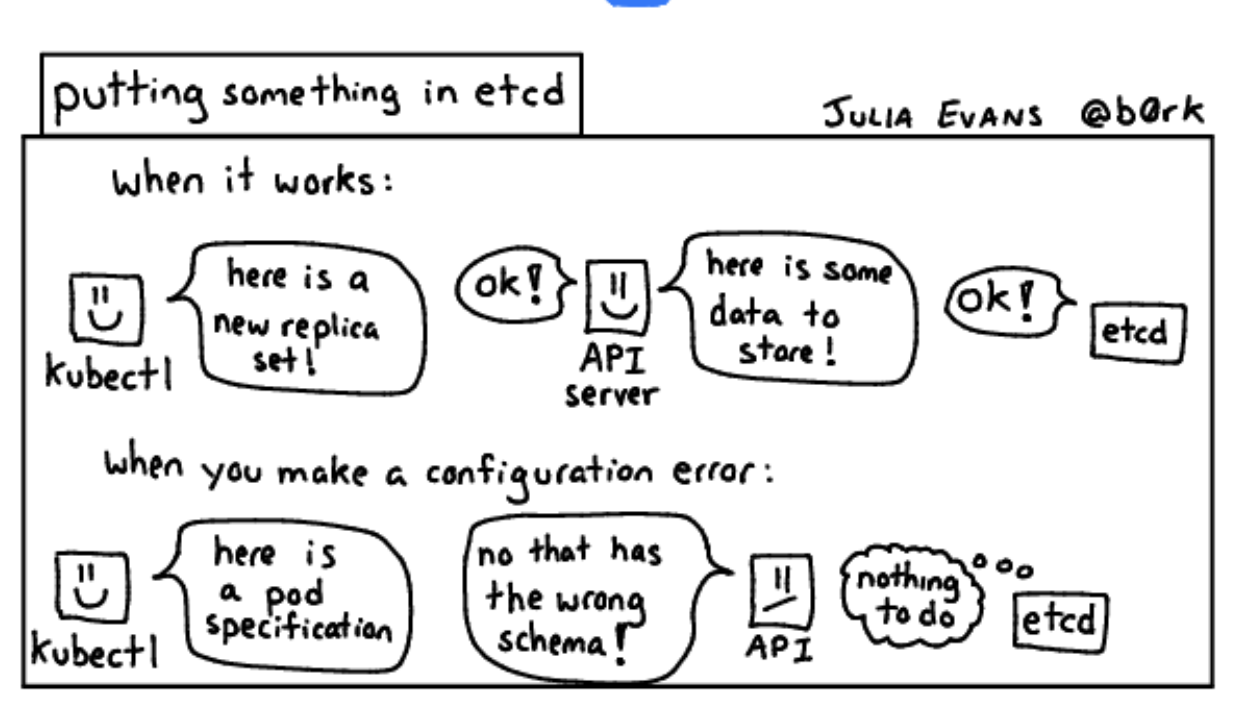 putting something in etcd
JULIA EVANS @b0rk
when it works:
here is a
new replica
set!
kubectl
ok!
API
server
here is some
data to
store!
ok!
etcd
when you make a configuration error:
here is
a pod
specification
kubectl
no that has
the wrong
schema!
API
nothing
to do
etcd